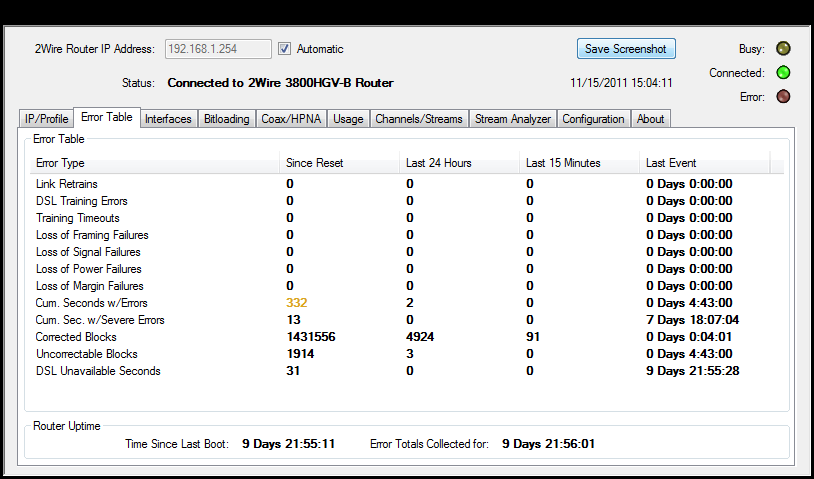 2Wire Router IP Address: 192.168.1.254 Automatic Save Screenshot Busy:
Connected:
Status: Connected to 2Wire 3800HGV-B Router 11/15/2011 15:04:11
Error:
IP/Profile Error Table Interfaces Bitloading Coax/HPNA Usage Channels/Streams Stream Analyzer Configuration About
Error Table
Error Type Since Reset Last 24 Hours Last 15 Minutes Last Event
Link Retrains 0 0 0 0 Days 0:00:00
DSL Training Errors 0 0 0 0 Days 0:00:00
Training Timeouts 0 0 0 0 Days 0:00:00
Loss of Framing Failures 0 0 0 0 Days 0:00:00
Loss of Signal Failures 0 0 0 0 Days 0:00:00
Loss of Power Failures 0 0 0 0 Days 0:00:00
Loss of Margin Failures 0 0 0 0 Days 0:00:00
Cum. Seconds w/Errors 332 2 0 0 Days 4:43:00
Cum. Sec. w/Severe Errors 13 0 0 7 Days 18:07:04
Corrected Blocks 1431556 4924 91 0 Days 0:04:01
Uncorrectable Blocks 1914 3 0 0 Days 4:43:00
DSL Unavailable Seconds 31 0 0 9 Days 21:55:28
Router Uptime
Time Since Last Boot: 9 Days 21:55:11 Error Totals Collected for: 9 Days 21:56:01